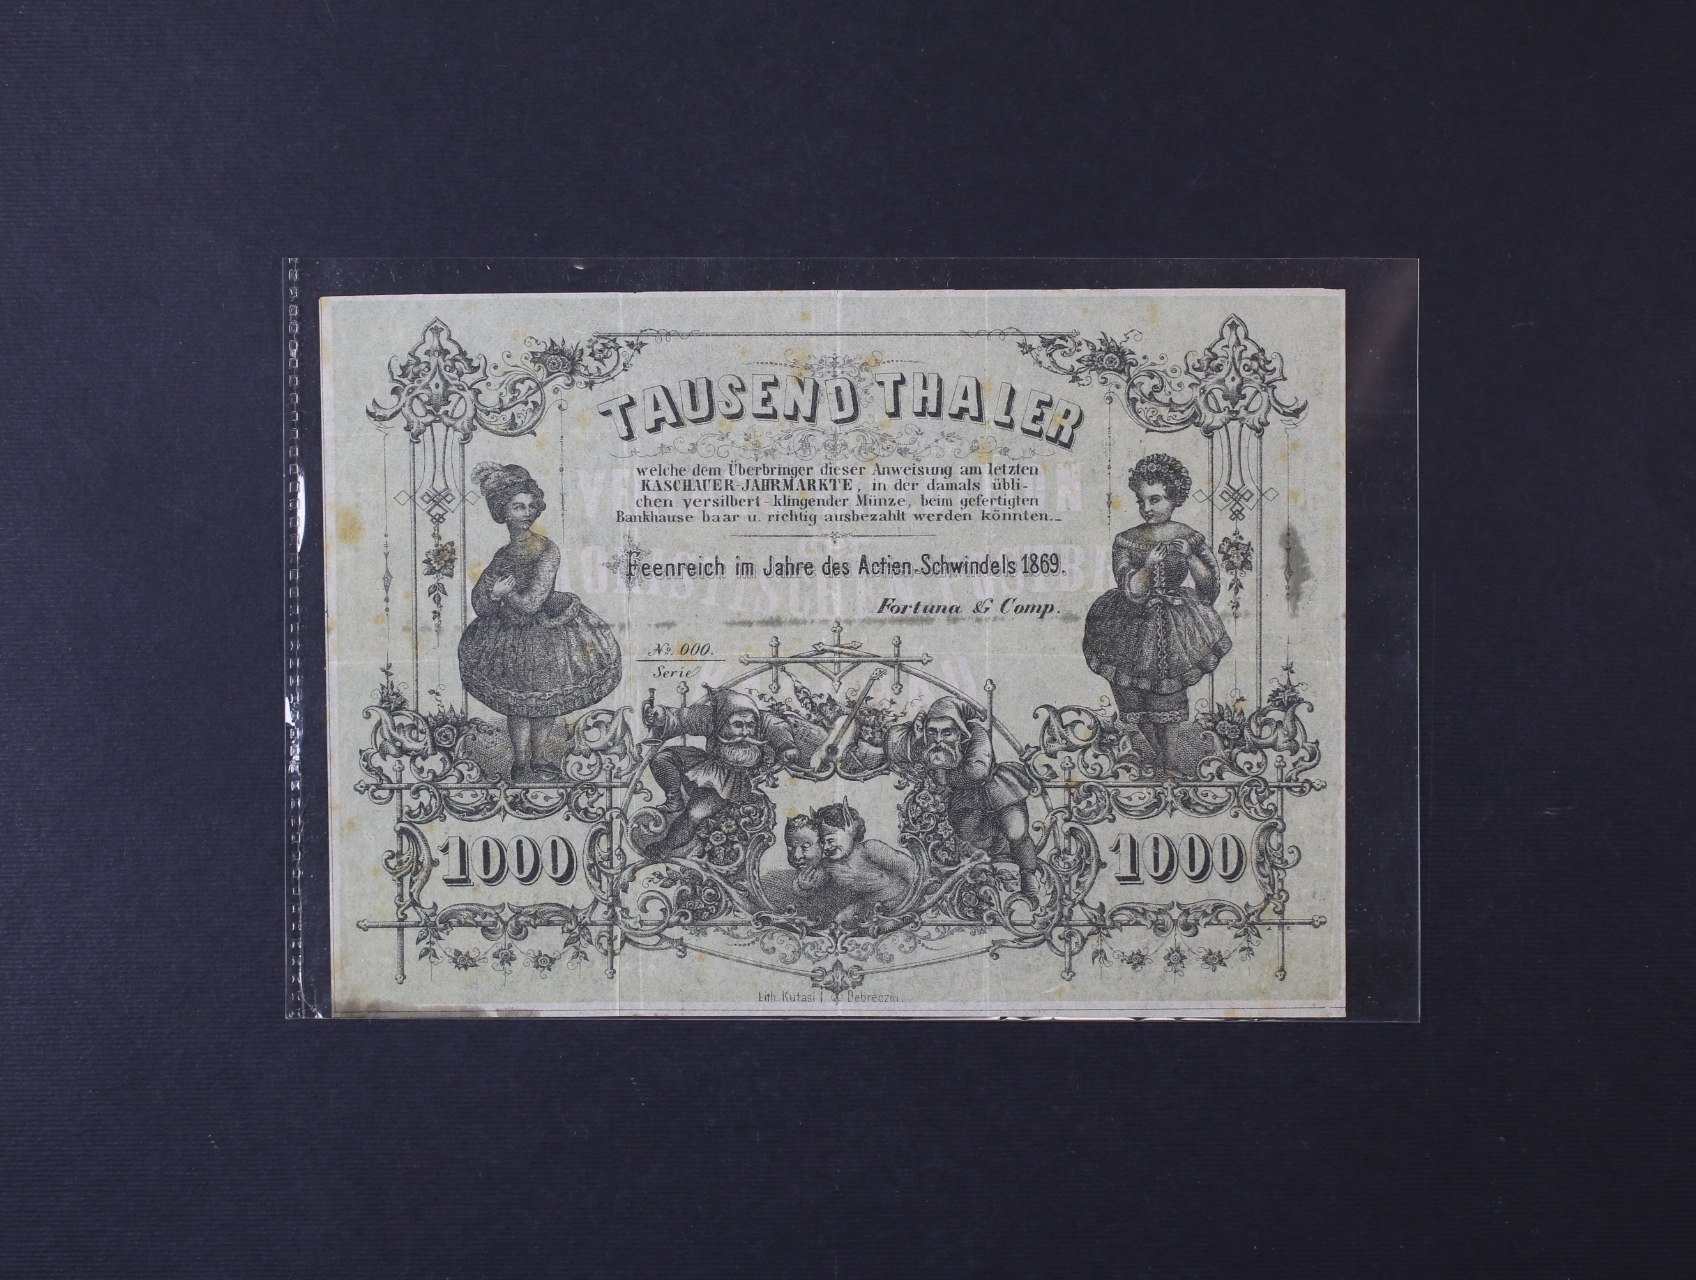 TAUSEND THALER
welche dem Überbringer dieser Anweisung am letzten
KASCHAUER-JAHRMARKTE, in der damals übli-
chen versilbert-klingender Münze, beim gefertigten
Bankhause baar u. richtig ausbezahlt werden könnten._
Feenreich im Jahre des Actien-Schwindels 1869.
Fortuna & Comp.
No. 000.
Serie
1000 1000
Lith. Kutasi I. Debreczin